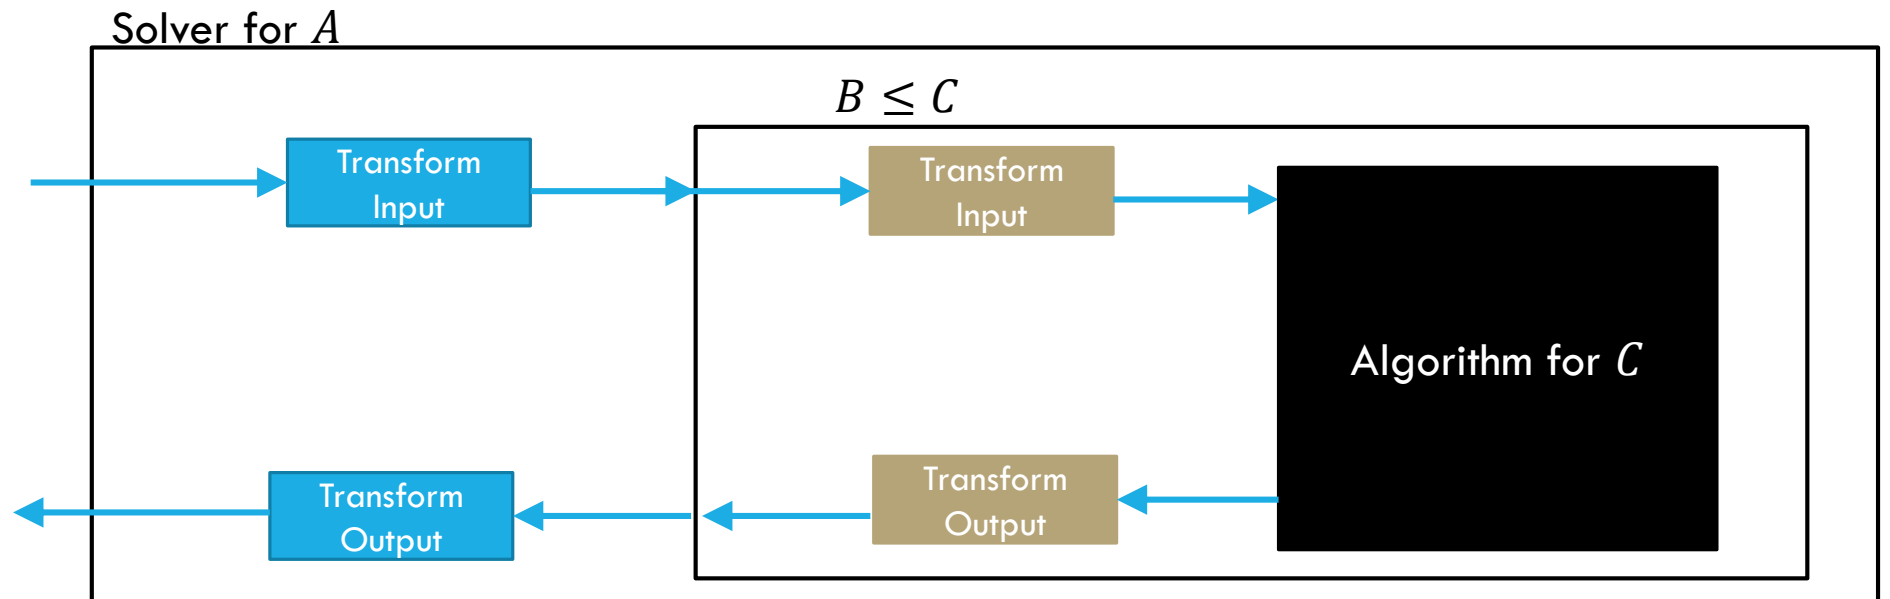 Solver for A
B ≤ C
Transform
Input
Transform
Input
Algorithm for C
Transform
Output
Transform
Output